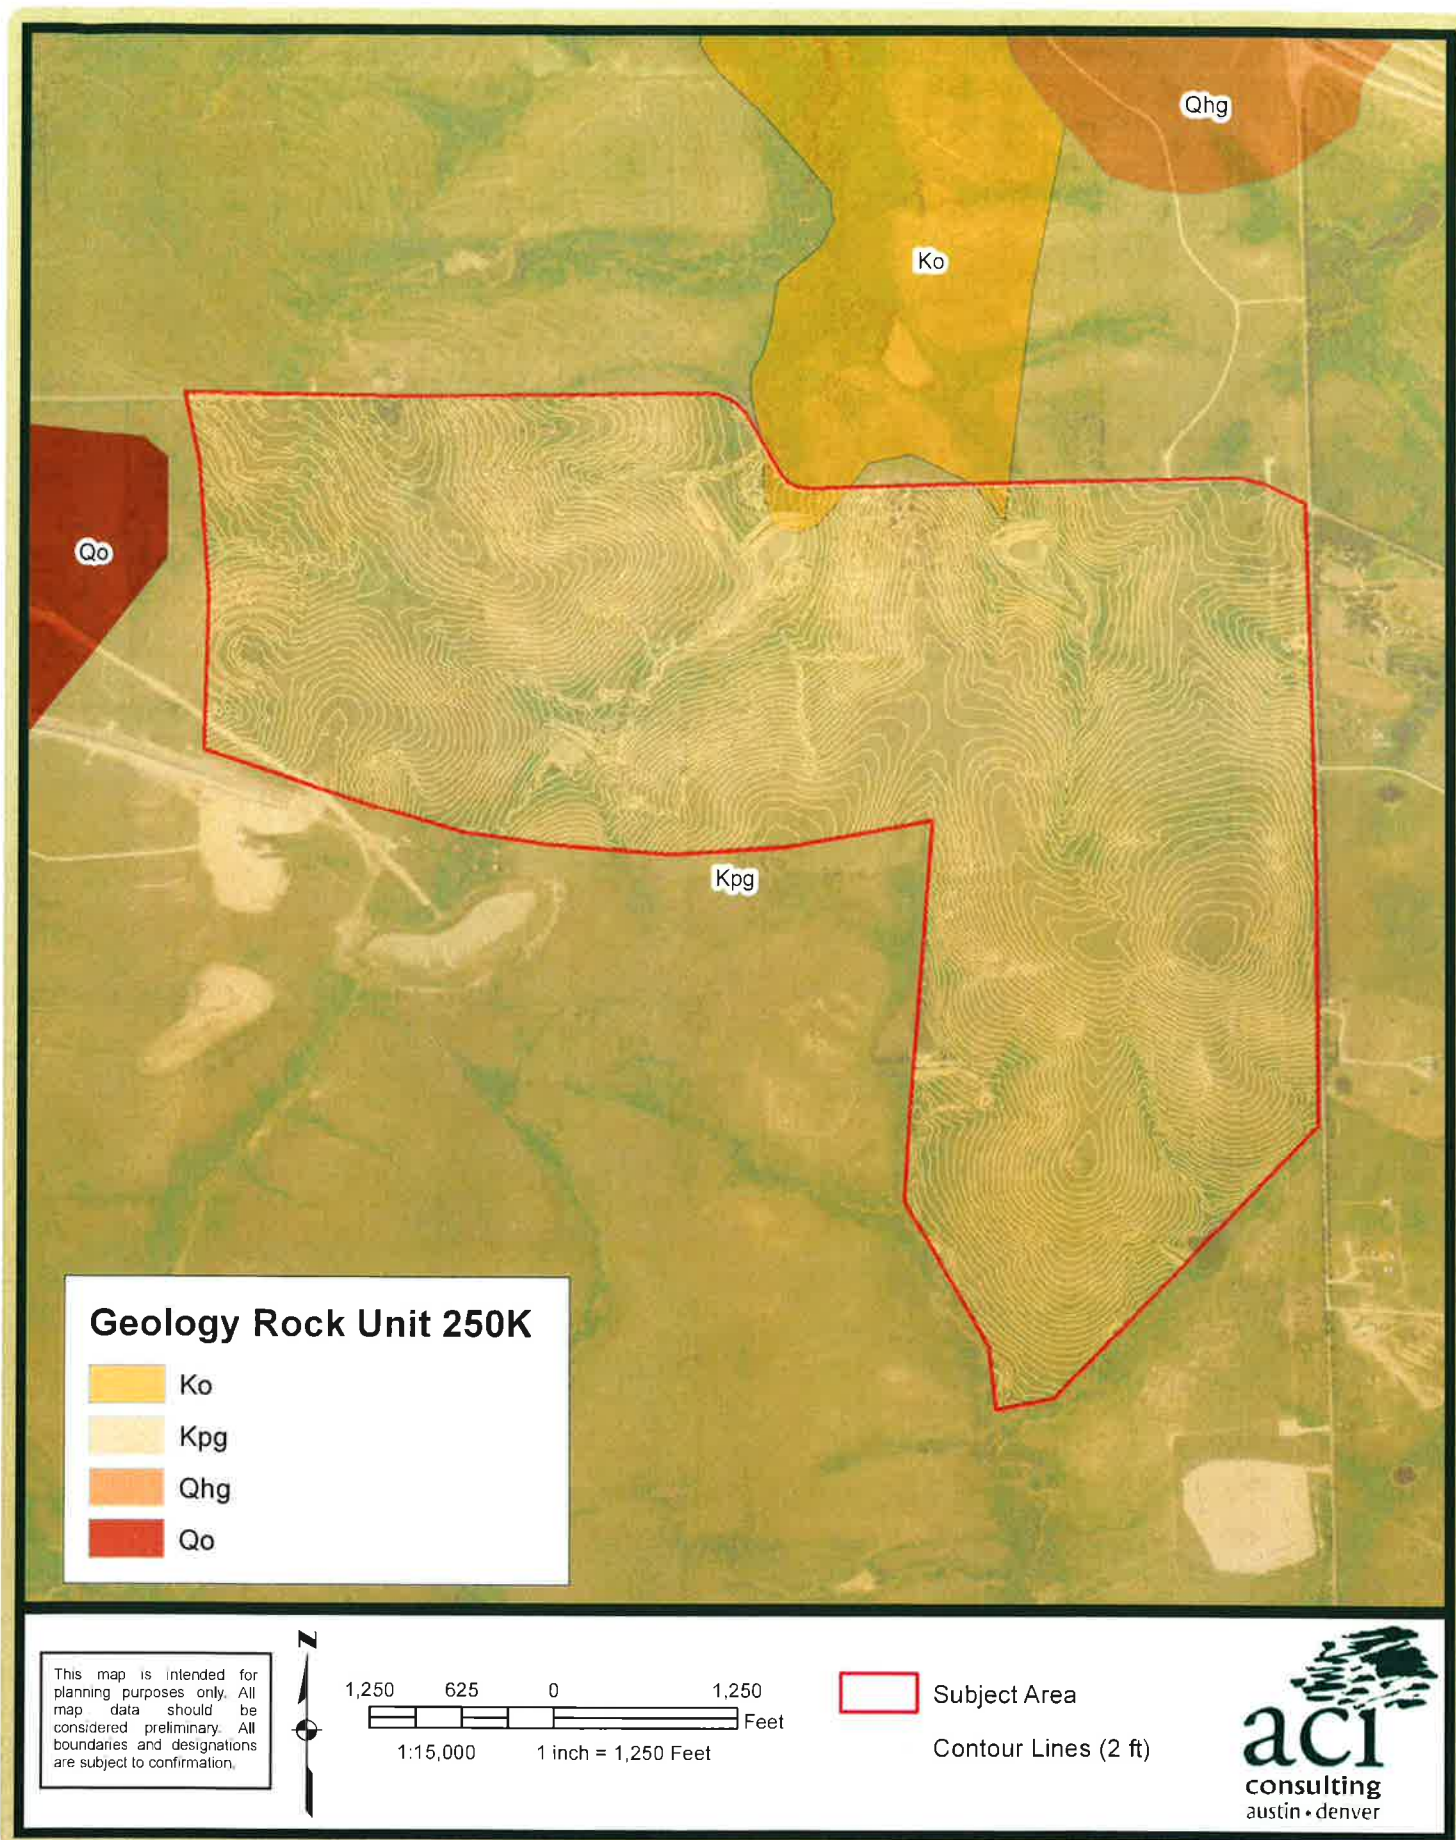 Qhg
Ko
Qo
Kpg
Geology Rock Unit 250K
Ko
Kpg
Qhg
Qo
This map is intended for
planning purposes only. All
map data should be
considered preliminary. All
boundaries and designations
are subject to confirmation.
N
1,250 625 0 1,250
Feet
1:15,000 1 inch = 1,250 Feet
Subject Area
Contour Lines (2 ft)
aci
consulting
austin • denver